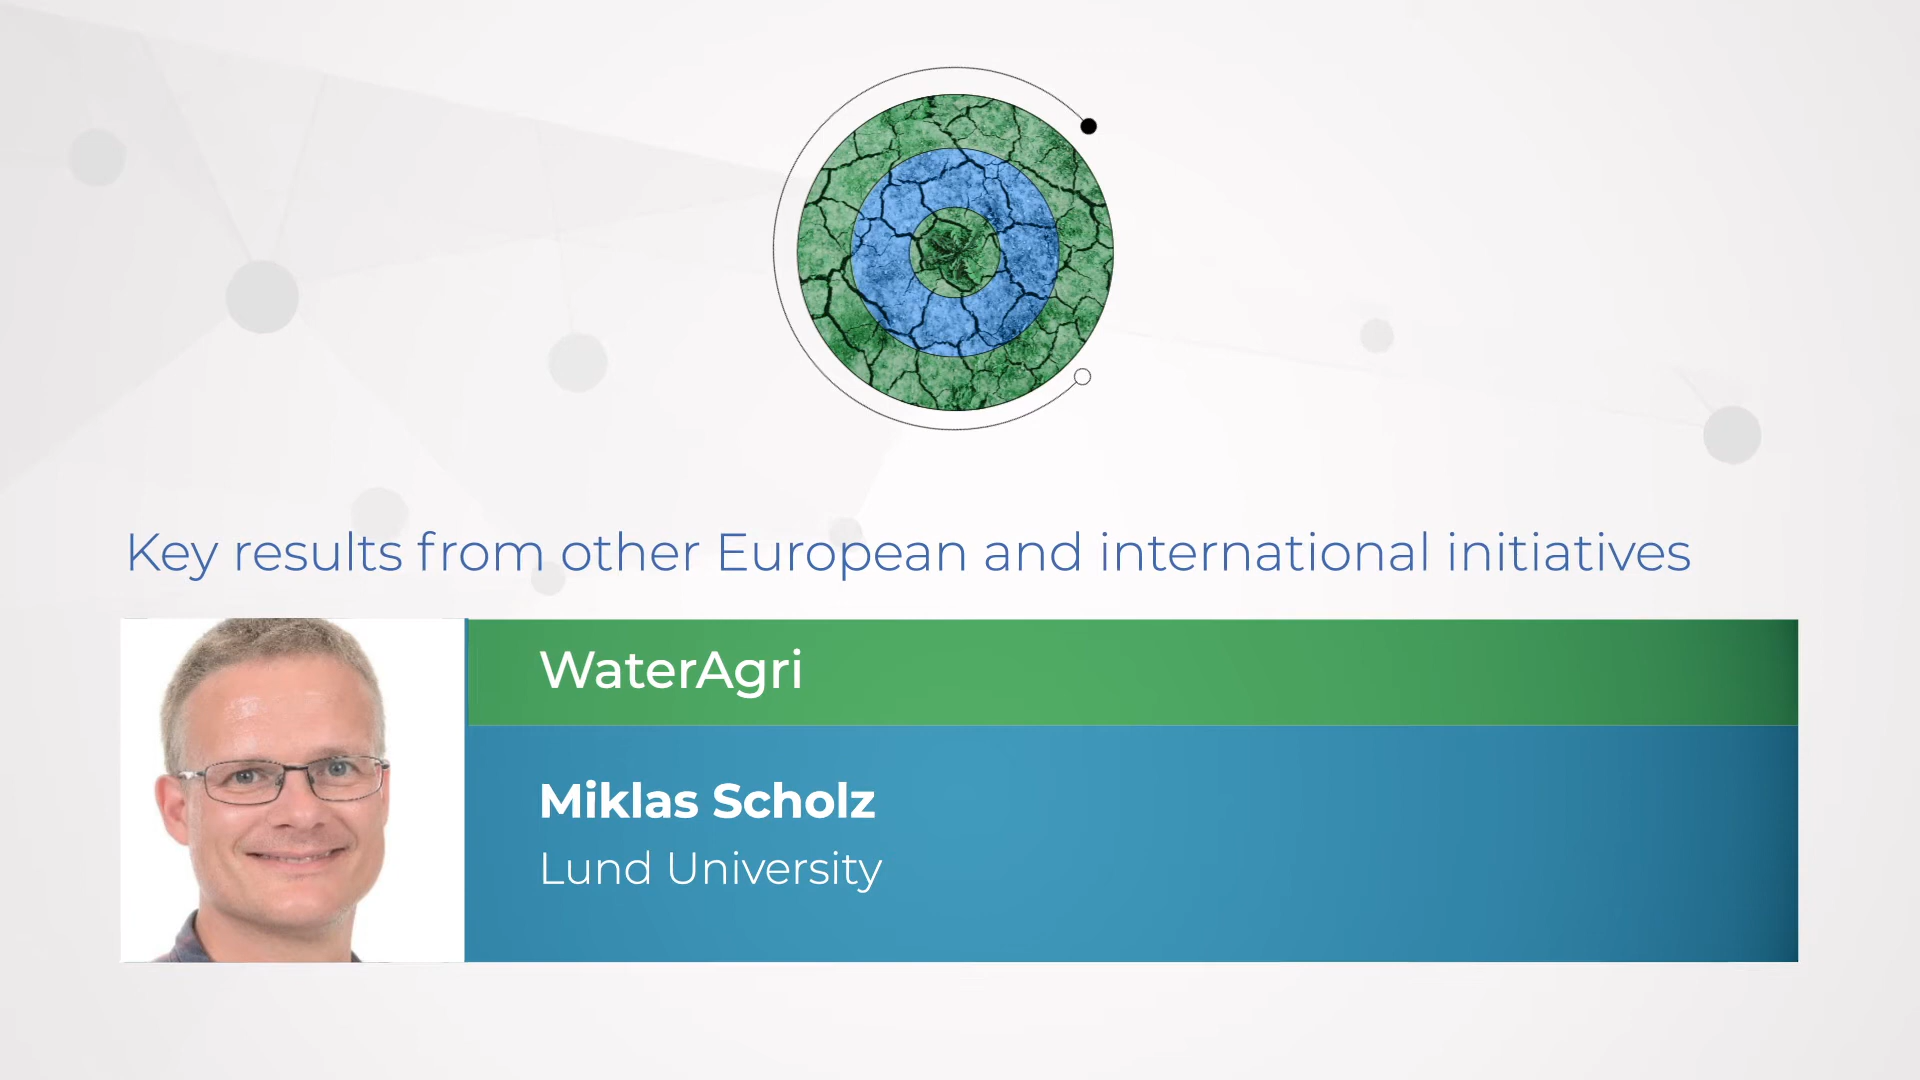 Key results from other European and international initiatives
WaterAgri
Miklas Scholz
Lund University